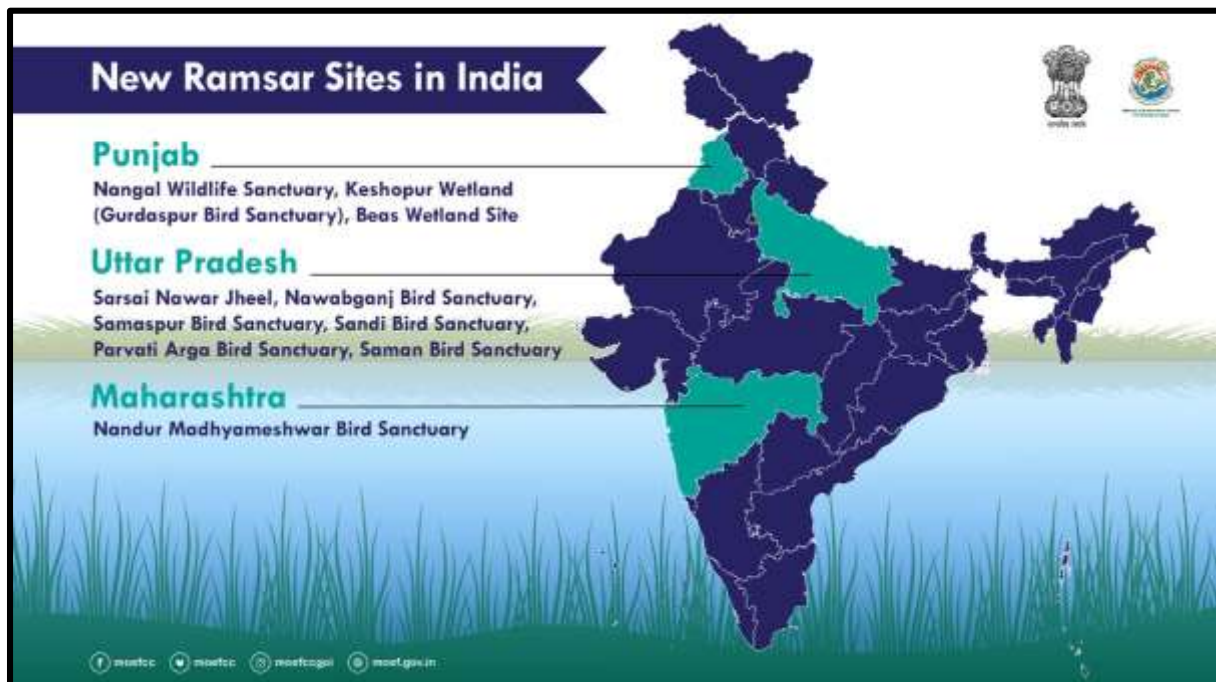 New Ramsar Sites in India
Punjab
Nangal Wildlife Sanctuary, Keshopur Wetland
(Gurdaspur Bird Sanctuary), Beas Wetland Site
Uttar Pradesh
Sarsai Nawar Jheel, Nawabganj Bird Sanctuary,
Samaspur Bird Sanctuary, Sandi Bird Sanctuary,
Parvati Arga Bird Sanctuary, Saman Bird Sanctuary
Maharashtra
Nandur Madhyameshwar Bird Sanctuary
moefcc moefcc moefccgoi moef.gov.in